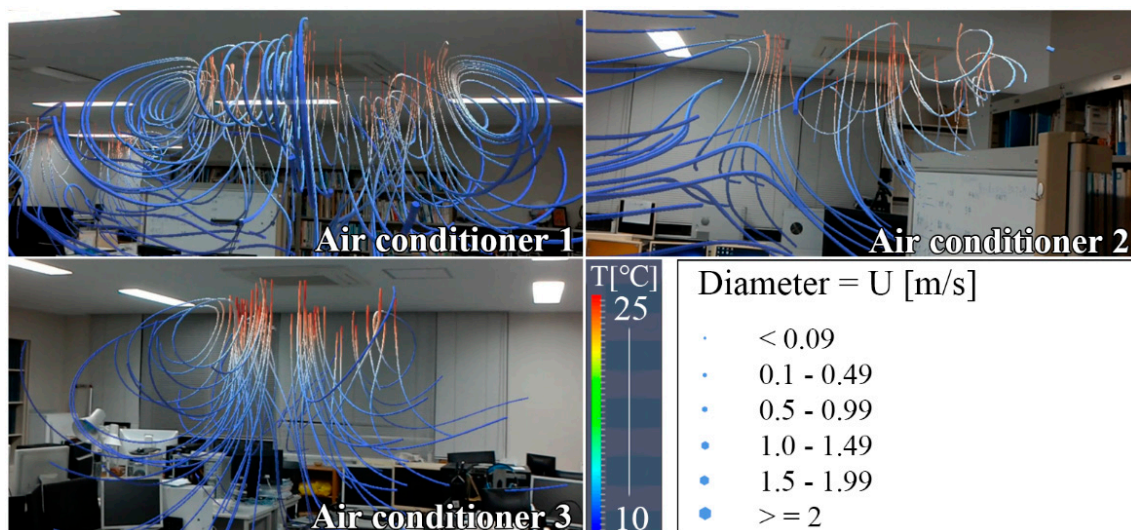 Air conditioner 1
Air conditioner 2
Air conditioner 3
T[°C]
25
10
Diameter = U [m/s]
< 0.09
0.1 - 0.49
0.5 - 0.99
1.0 - 1.49
1.5 - 1.99
> = 2